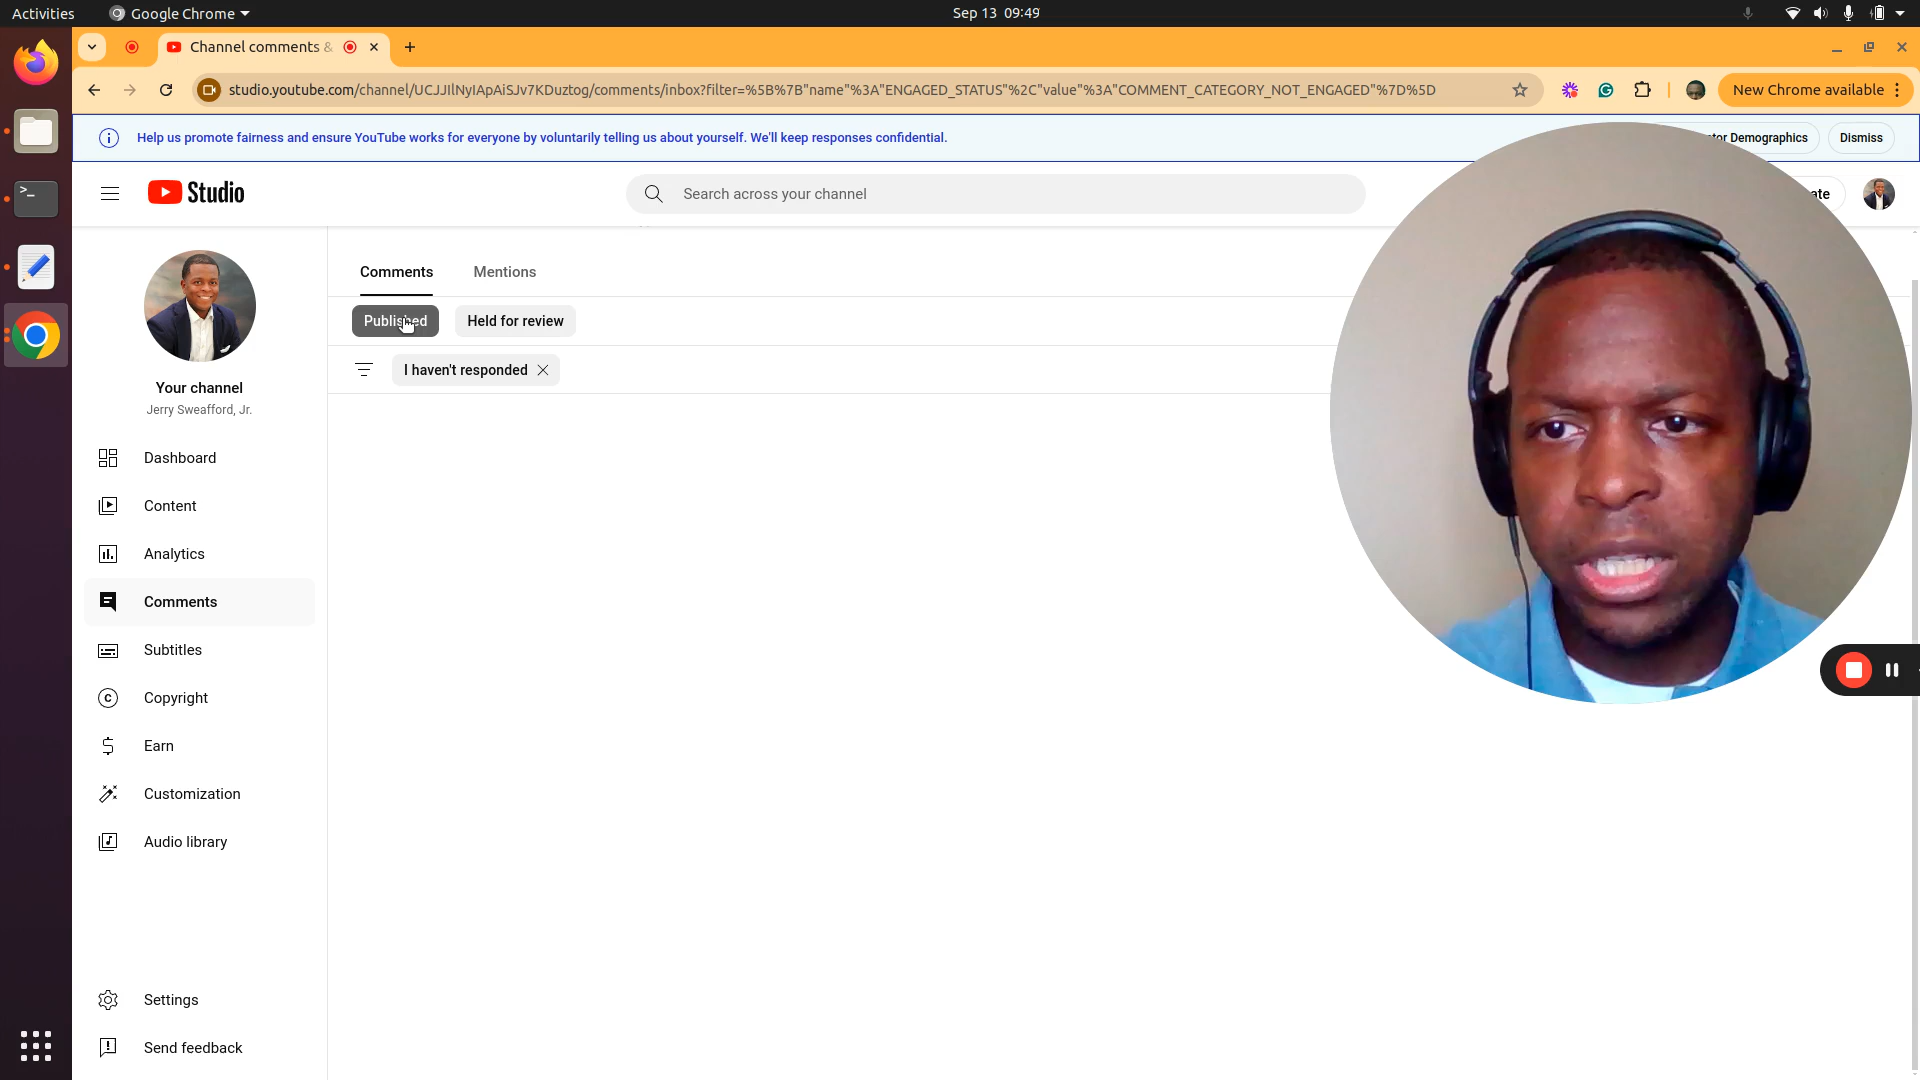 Activities
Google Chrome
Sep 13 09:49
Channel comments &
studio.youtube.com/channel/UCJJIlNyIApAiSJv7KDuztog/comments/inbox?filter=%5B%7B"name"%3A"ENGAGED_STATUS"%2C"value"%3A"COMMENT_CATEGORY_NOT_ENGAGED"%7D%5D
New Chrome available
Help us promote fairness and ensure YouTube works for everyone by voluntarily telling us about yourself. We'll keep responses confidential.
Demographics
Dismiss
Studio
Search across your channel
Comments
Mentions
Published
Held for review
I haven't responded
Your channel
Jerry Sweafford, Jr.
Dashboard
Content
Analytics
Comments
Subtitles
Copyright
Earn
Customization
Audio library
Settings
Send feedback